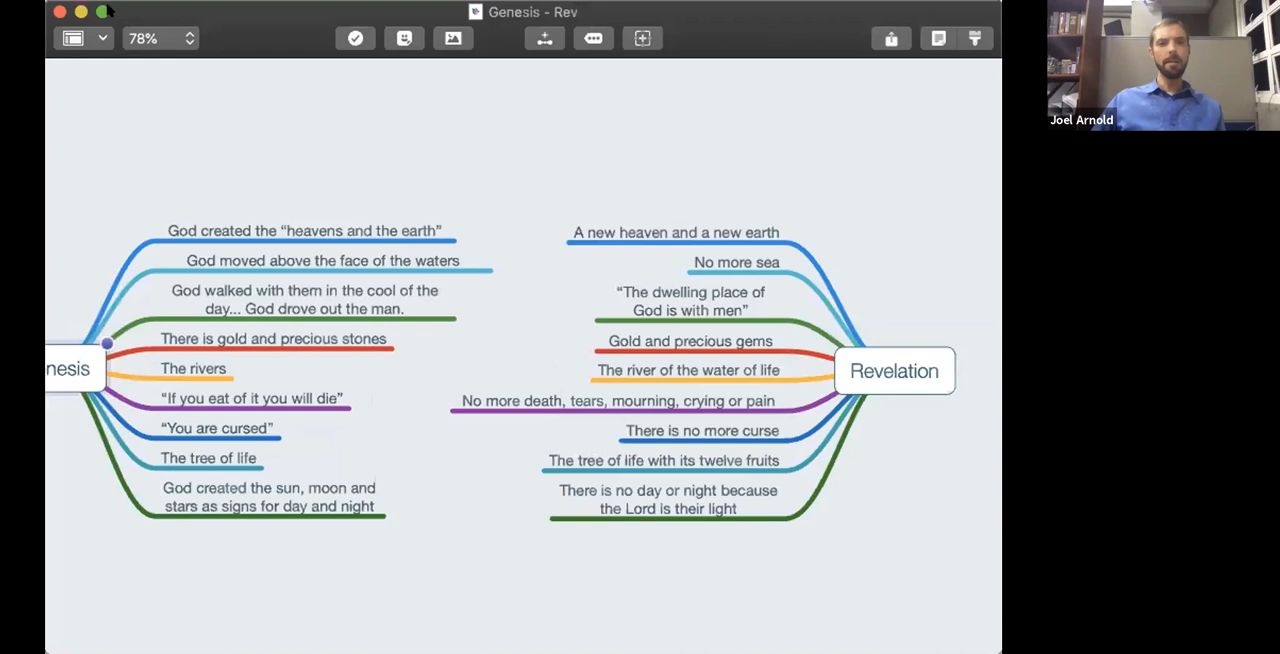 Genesis - Rev
78%
Joel Arnold
God created the “heavens and the earth”
God moved above the face of the waters
God walked with them in the cool of the
day... God drove out the man.
There is gold and precious stones
nesis
The rivers
“If you eat of it you will die”
“You are cursed”
The tree of life
God created the sun, moon and
stars as signs for day and night
A new heaven and a new earth
No more sea
“The dwelling place of
God is with men”
Gold and precious gems
The river of the water of life
Revelation
No more death, tears, mourning, crying or pain
There is no more curse
The tree of life with its twelve fruits
There is no day or night because
the Lord is their light